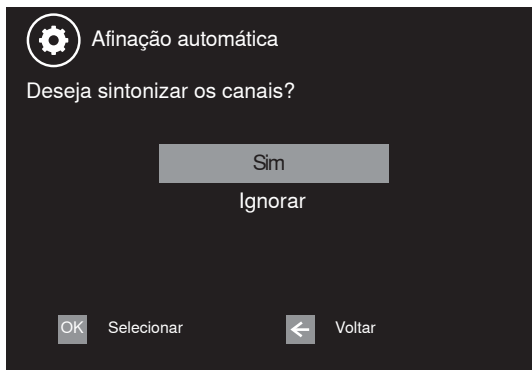 Afinação automática
Deseja sintonizar os canais?
Sim
Ignorar
OK Selecionar Voltar